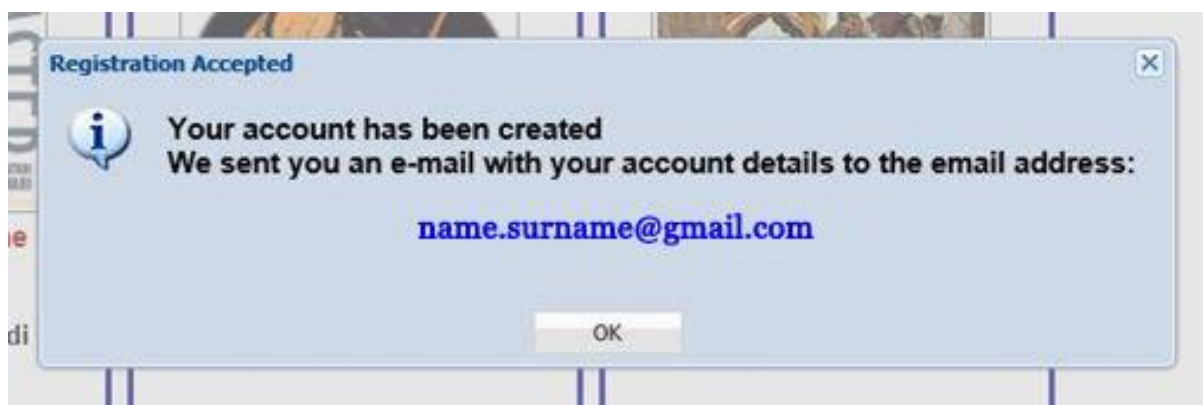 Registration Accepted
Your account has been created
We sent you an e-mail with your account details to the email address:
name.surname@gmail.com
OK
di